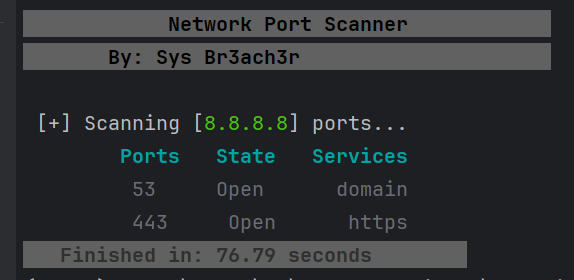 Network Port Scanner
By: Sys Br3ach3r
[+] Scanning [8.8.8.8] ports...
Ports State Services
53 Open domain
443 Open https
Finished in: 76.79 seconds